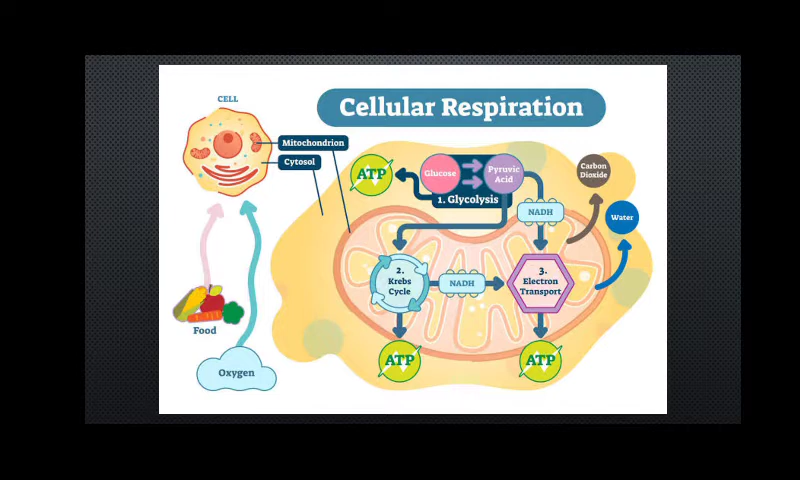 CELL
Cellular Respiration
Mitochondrion
Cytosol
ATP
Glucose
Pyruvic
Acid
1. Glycolysis
NADH
Carbon
Dioxide
Water
2.
Krebs
Cycle
NADH
3.
Electron
Transport
ATP
ATP
Food
Oxygen